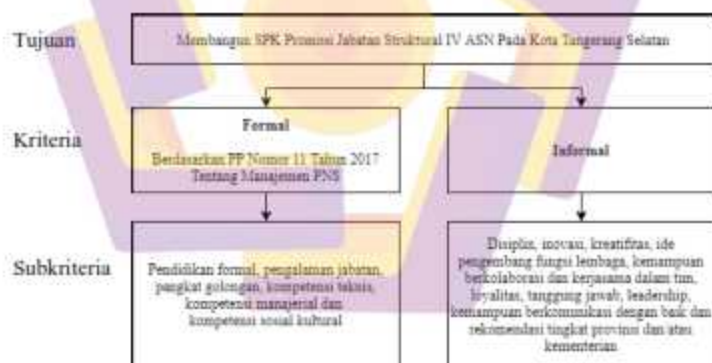 Tujuan
Membangun SPK Promosi Jabatan Struktural IV ASN Pada Kota Tangerang Selatan
Kriteria
Formal
Berdasarkan PP Nomor 11 Tahun 2017
Tentang Manajemen PNS
Informal
Subkriteria
Pendidikan formal, pengalaman jabatan,
pangkat golongan, kompetensi teknis,
kompetensi manajerial dan
kompetensi sosial kultural
Disiplin, inovasi, kreatifitas, ide
pengembang fungsi lembaga, kemampuan
berkolaborasi dan kerjasama dalam tim,
loyalitas, tanggung jawab, leadership,
kemampuan berkomunikasi dengan baik dan
rekomendasi tingkat provinsi dan atau
kementerian